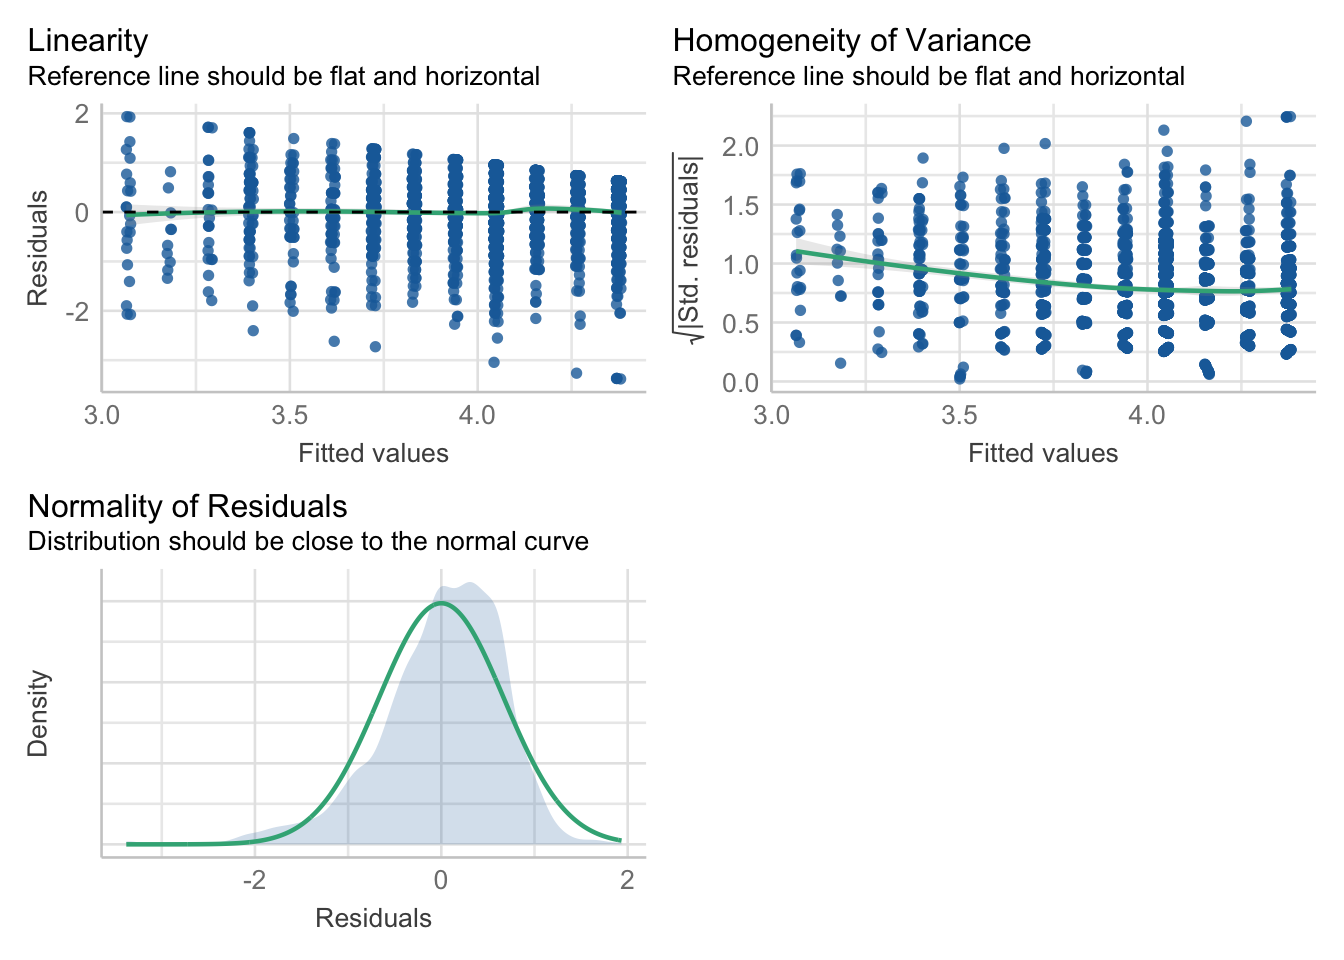 Linearity
Reference line should be flat and horizontal
2
0
-2
Residuals
3.0 3.5 4.0
Fitted values
Homogeneity of Variance
Reference line should be flat and horizontal
2.0
1.5
1.0
0.5
0.0
√|Std. residuals|
3.0 3.5 4.0
Fitted values
Normality of Residuals
Distribution should be close to the normal curve
Density
-2 0 2
Residuals